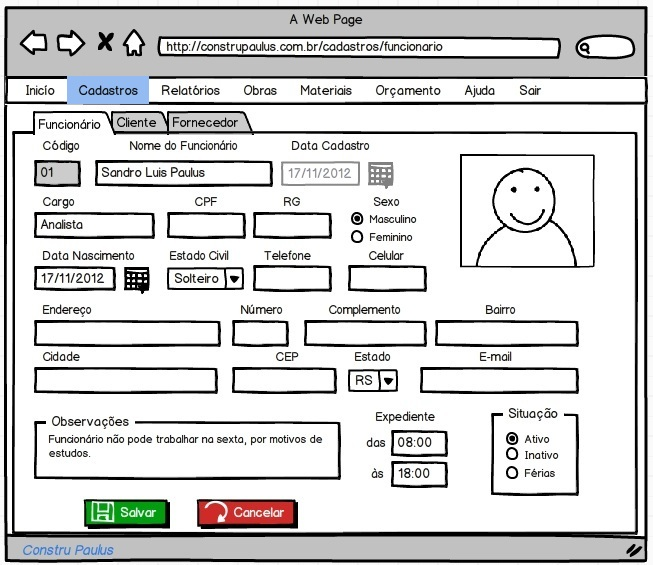 A Web Page
http://construpaulus.com.br/cadastros/funcionario
Início Cadastros Relatórios Obras Materiais Orçamento Ajuda Sair
Funcionário Cliente Fornecedor
Código Nome do Funcionário Data Cadastro
01 Sandro Luis Paulus 17/11/2012
Cargo CPF RG Sexo
Analista
Masculino
Feminino
Data Nascimento Estado Civil Telefone Celular
17/11/2012 Solteiro
Endereço Número Complemento Bairro
Cidade CEP Estado E-mail
RS
Observações
Funcionário não pode trabalhar na sexta, por motivos de
estudos.
Expediente
das 08:00
às 18:00
Situação
Ativo
Inativo
Férias
Salvar Cancelar
Constru Paulus